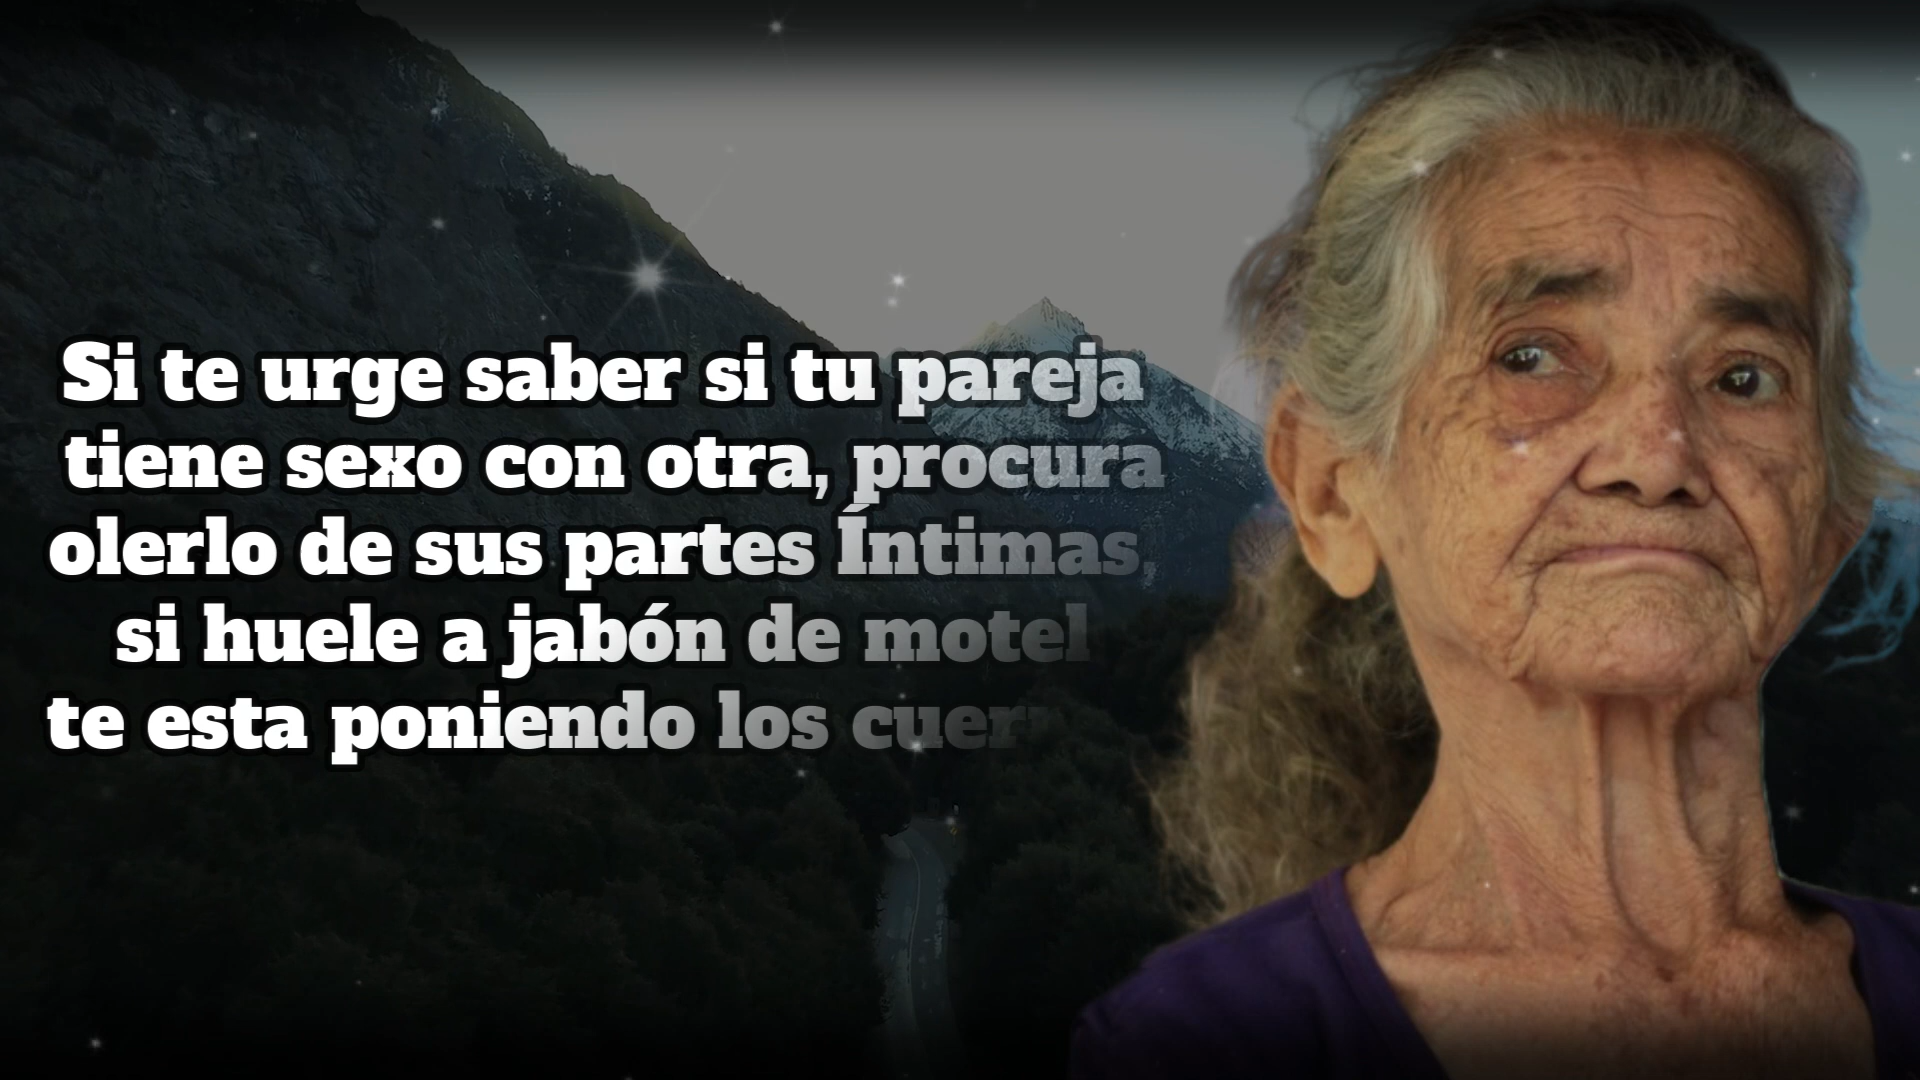 Si te urge saber si tu pareja
tiene sexo con otra, procura
olerlo de sus partes Íntimas,
si huele a jabón de motel
te esta poniendo los